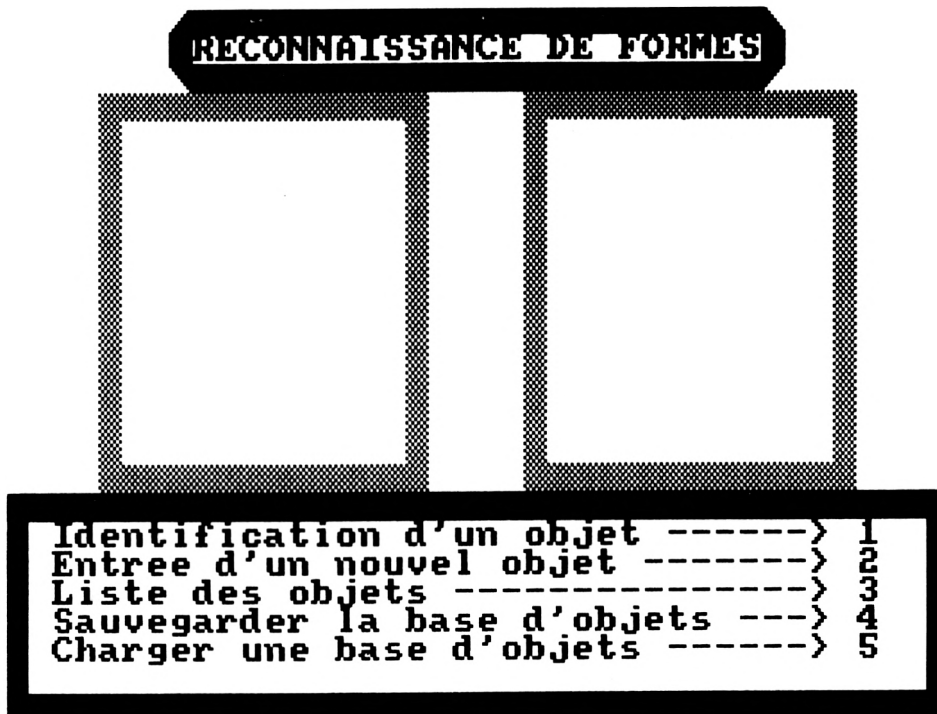 RECONNAISSANCE DE FORMES
Identification d'un objet ------> 1
Entree d'un nouvel objet -------> 2
Liste des objets ---------------> 3
Sauvegarder la base d'objets ---> 4
Charger une base d'objets ------> 5